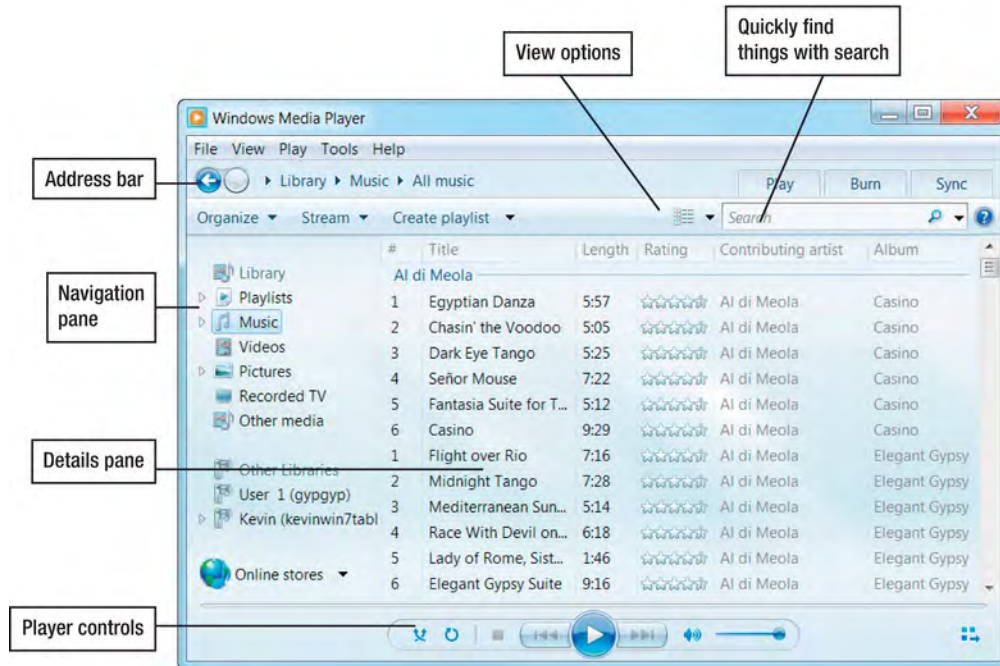 Quickly find
things with search
View options
Windows Media Player
File View Play Tools Help
Address bar
Library Music All music
Play Burn Sync
Organize Stream Create playlist Search
# Title Length Rating Contributing artist Album
Library
Al di Meola
Navigation
pane
Playlists
Music
Videos
Pictures
Recorded TV
Other media
1 Egyptian Danza 5:57 Al di Meola Casino
2 Chasin' the Voodoo 5:05 Al di Meola Casino
3 Dark Eye Tango 5:25 Al di Meola Casino
4 Señor Mouse 7:22 Al di Meola Casino
5 Fantasia Suite for T... 5:12 Al di Meola Casino
6 Casino 9:29 Al di Meola Casino
Details pane
Other Libraries
User 1 (gypgyp)
Kevin (kevinwin7tabl
1 Flight over Rio 7:16 Al di Meola Elegant Gypsy
2 Midnight Tango 7:28 Al di Meola Elegant Gypsy
3 Mediterranean Sun... 5:14 Al di Meola Elegant Gypsy
4 Race With Devil on... 6:18 Al di Meola Elegant Gypsy
5 Lady of Rome, Sist... 1:46 Al di Meola Elegant Gypsy
6 Elegant Gypsy Suite 9:16 Al di Meola Elegant Gypsy
Online stores
Player controls